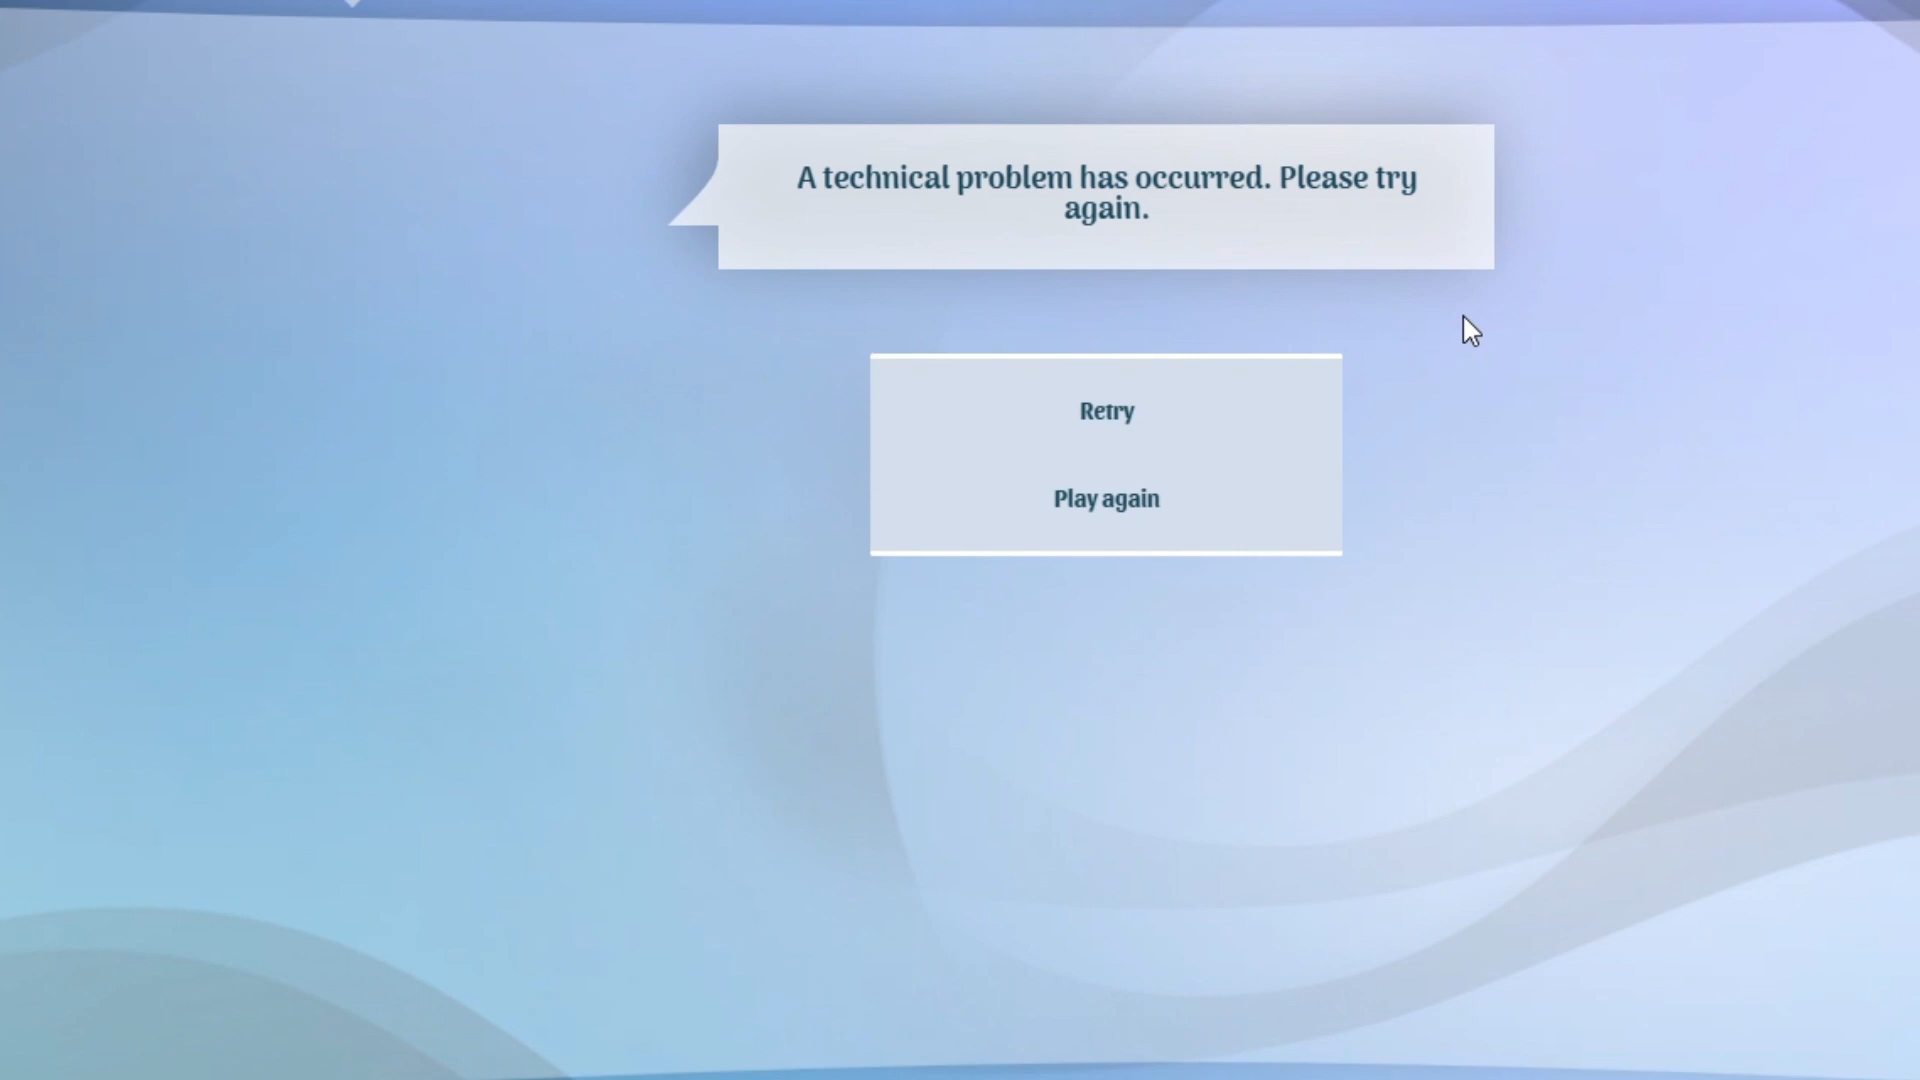 A technical problem has occurred. Please try
again.
Retry
Play again